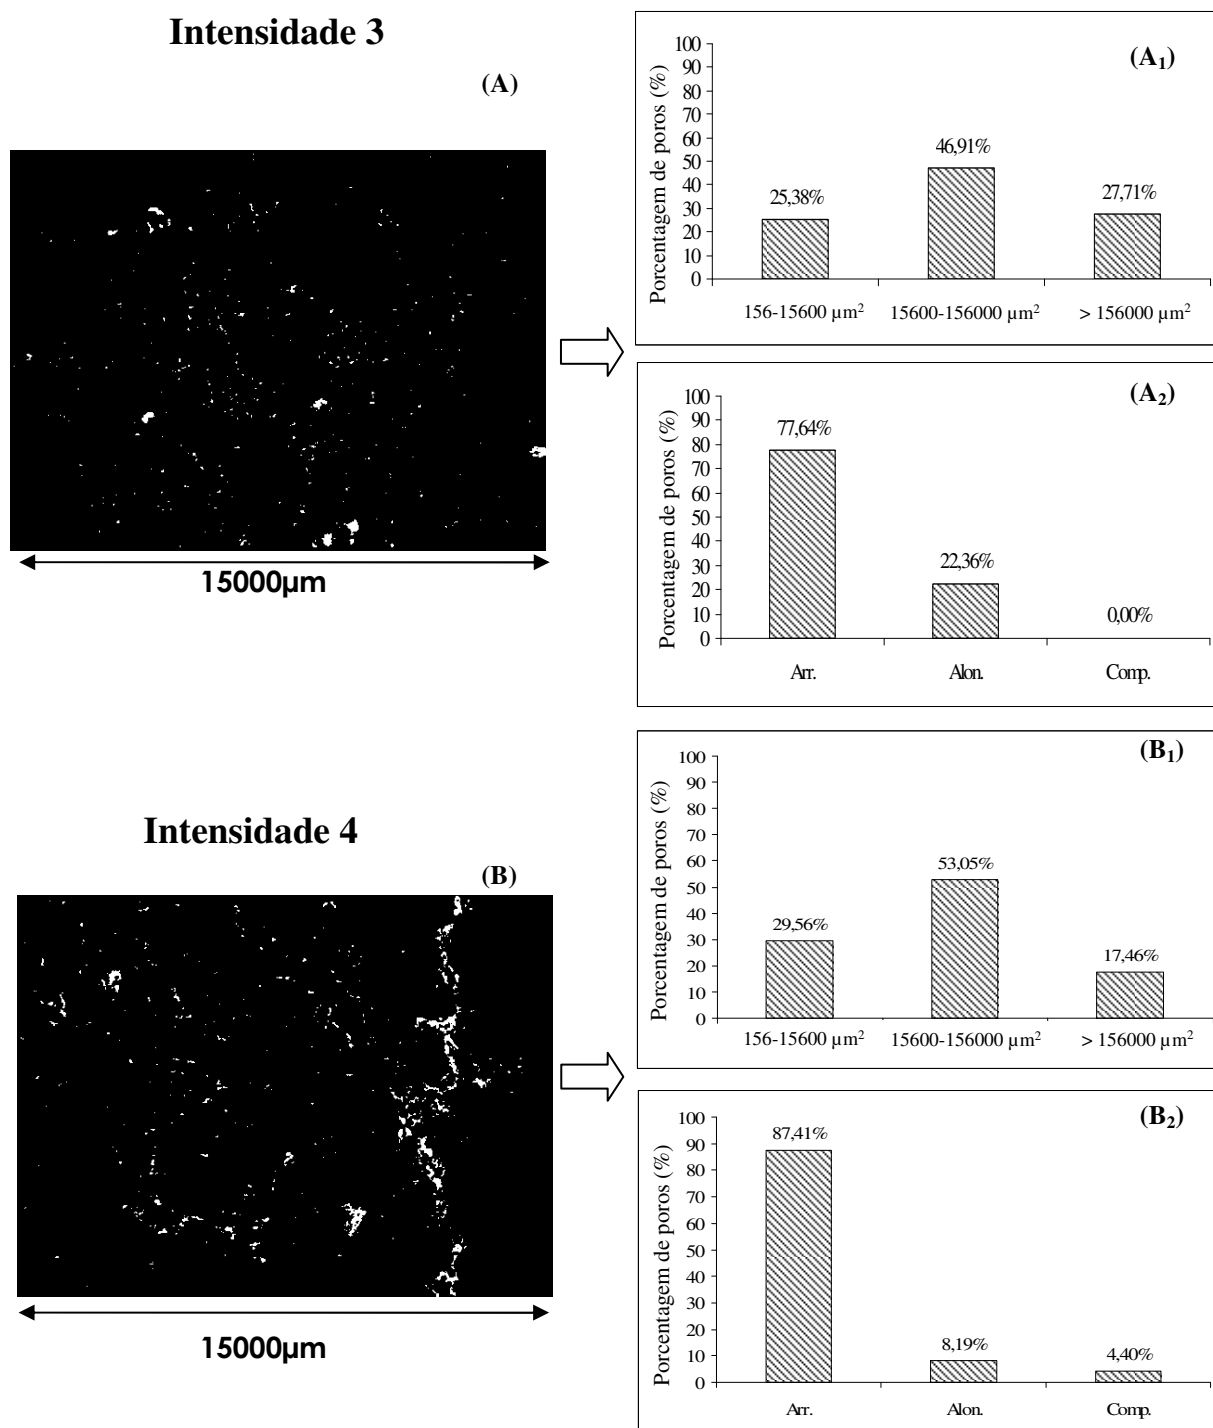 Intensidade 3
(A)
15000µm
(A1)
Porcentagem de poros (%)
100
90
80
70
60
50
40
30
20
10
0
25,38%
46,91%
27,71%
156-15600 µm²
15600-156000 µm²
> 156000 µm²
(A2)
Porcentagem de poros (%)
100
90
80
70
60
50
40
30
20
10
0
77,64%
22,36%
0,00%
Arr.
Alon.
Comp.
Intensidade 4
(B)
15000µm
(B1)
Porcentagem de poros (%)
100
90
80
70
60
50
40
30
20
10
0
29,56%
53,05%
17,46%
156-15600 µm²
15600-156000 µm²
> 156000 µm²
(B2)
Porcentagem de poros (%)
100
90
80
70
60
50
40
30
20
10
0
87,41%
8,19%
4,40%
Arr.
Alon.
Comp.